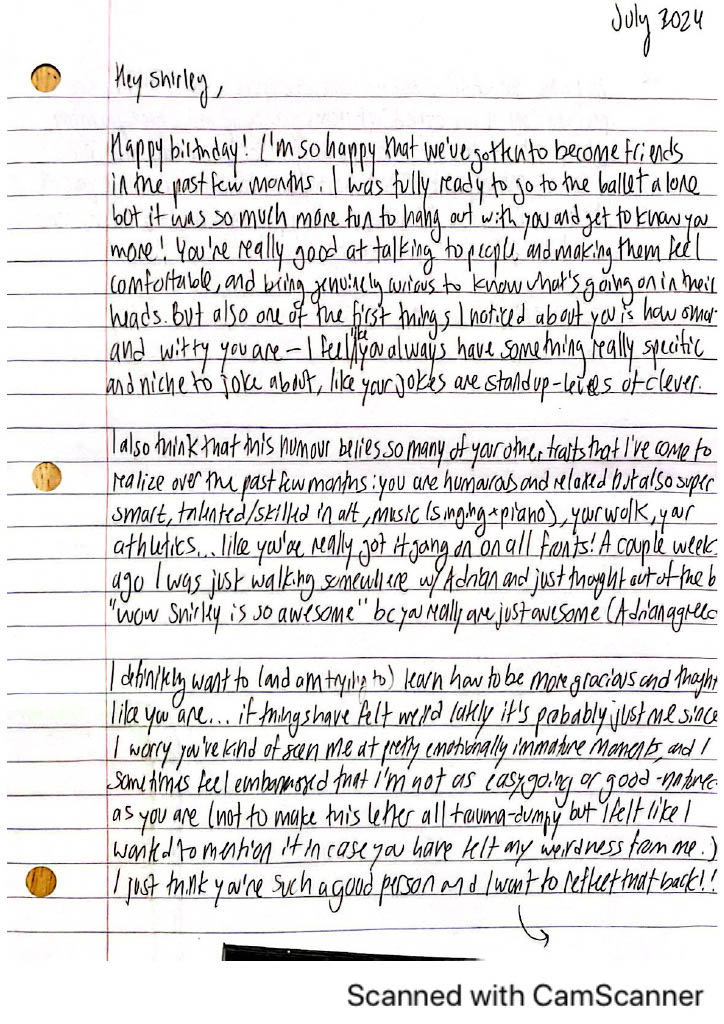 July 2024
Hey Shirley,
Happy birthday! I'm so happy that we've gotten to become friends
in the past few months. I was fully ready to go to the ballet alone
but it was so much more fun to hang out with you and get to know you
more! You're really good at talking to people, and making them feel
comfortable, and being genuinely curious to know what's going on in their
heads. But also one of the first things I noticed about you is how smar
and witty you are – I feel like you always have something really specific
and niche to joke about, like your jokes are standup-levels of clever.
I also think that this humour belies so many of your other traits that I've come to
realize over the past few months: you are humorous and relaxed but also super
smart, talented/skilled in art, music (singing + piano), your walk, your
athletics... like you've really got it going on on all fronts! A couple week
ago I was just walking somewhere w/ Adrian and just thought out of the b
"wow Shirley is so awesome" bc you really are just awesome (Adrian agreed
I definitely want to (and am trying to) learn how to be more gracious and though
like you are... if things have felt weird lately it's probably just me since
I worry you've kind of seen me at pretty emotionally immature moments, and I
sometimes feel embarrassed that I'm not as easygoing or good-nature
as you are (not to make this letter all trauma-dumpy but I felt like I
wanted to mention it in case you have felt any weirdness from me.)
I just think you're such a good person and I want to reflect that back!!
Scanned with CamScanner